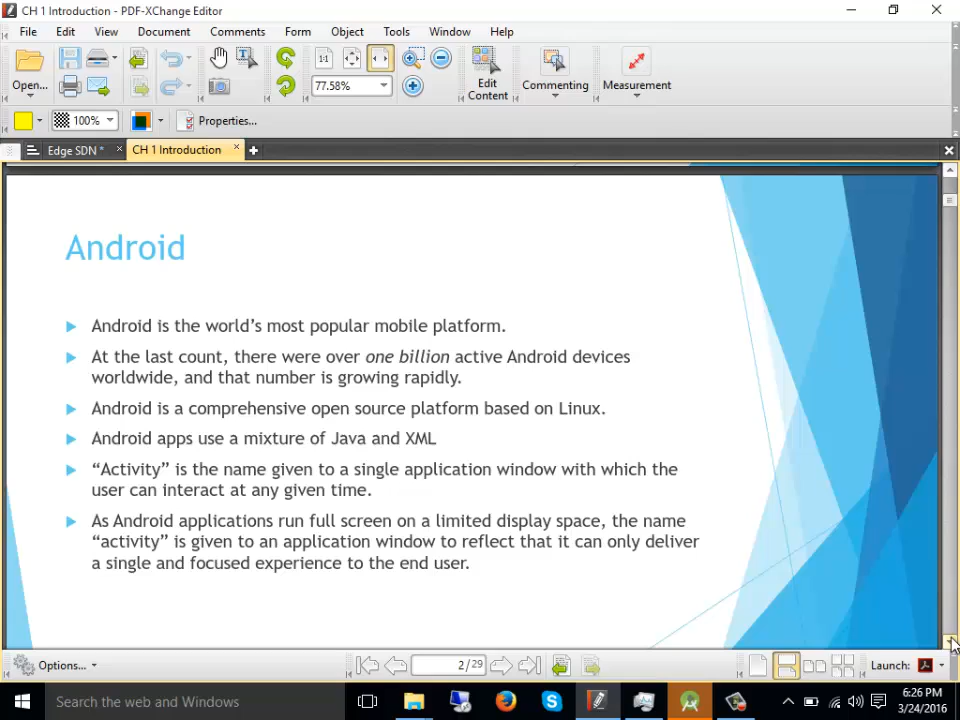 CH 1 Introduction - PDF-XChange Editor
File Edit View Document Comments Form Object Tools Window Help
1:1
Open... 77.58% Edit Content Commenting Measurement
100% Properties...
Edge SDN * CH 1 Introduction
Android
Android is the world’s most popular mobile platform.
At the last count, there were over one billion active Android devices
worldwide, and that number is growing rapidly.
Android is a comprehensive open source platform based on Linux.
Android apps use a mixture of Java and XML
“Activity” is the name given to a single application window with which the
user can interact at any given time.
As Android applications run full screen on a limited display space, the name
“activity” is given to an application window to reflect that it can only deliver
a single and focused experience to the end user.
Options... 2/29 Launch:
Search the web and Windows
6:26 PM
3/24/2016